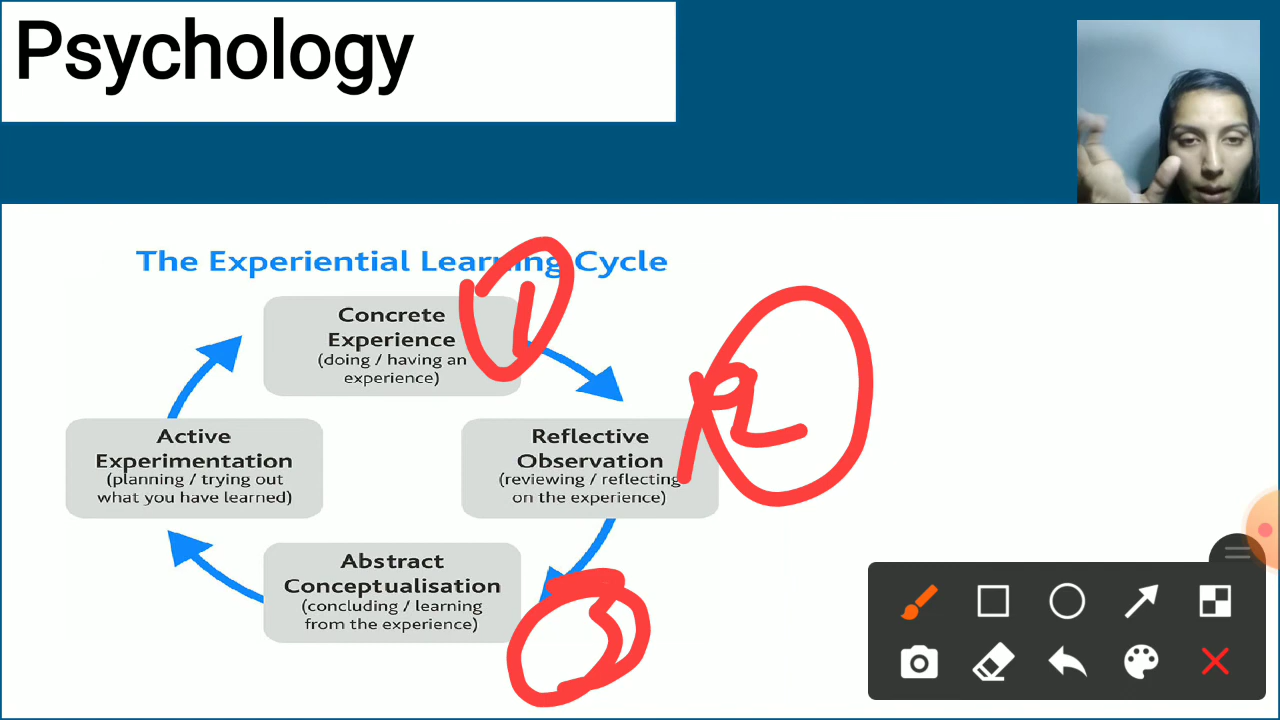 Psychology
The Experiential Learning Cycle
Concrete
Experience
(doing / having an
experience)
1
Active
Experimentation
(planning / trying out
what you have learned)
Reflective
Observation
(reviewing / reflecting
on the experience)
2
Abstract
Conceptualisation
(concluding / learning
from the experience)
3